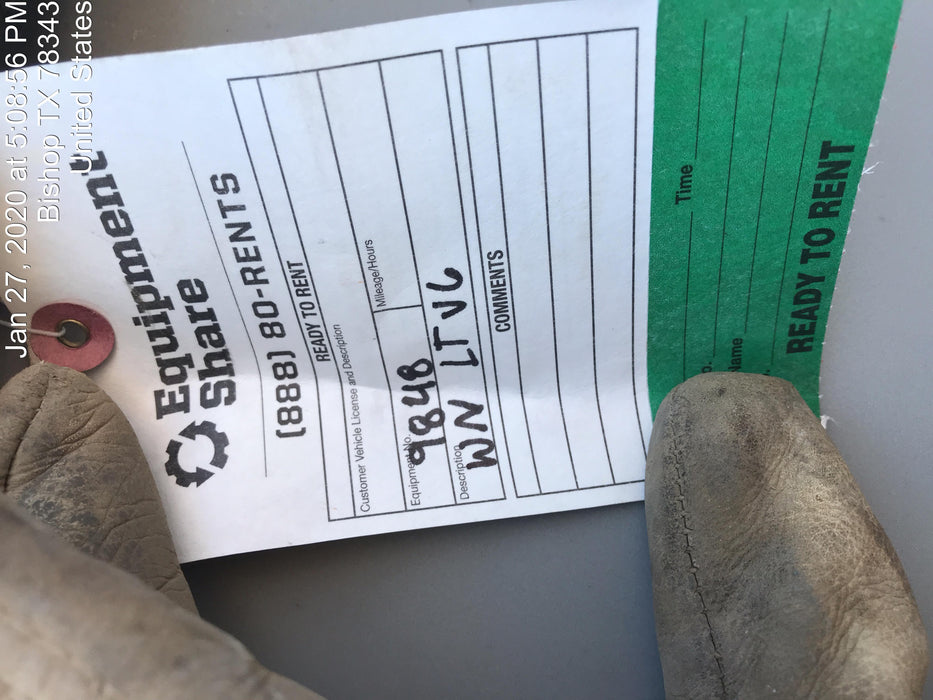 Jan 27, 2020 at 5:08:56 PM
Bishop TX 78343
United States
Equipment
Share
(888) 80-RENTS
READY TO RENT
Customer Vehicle License and Description
Mileage/Hours
Equipment No.
9848
Description
WN LTVG
COMMENTS
Time
Name
READY TO RENT